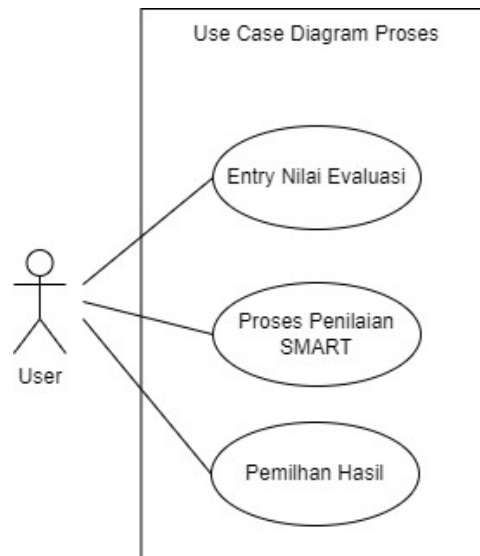 Use Case Diagram Proses
Entry Nilai Evaluasi
Proses Penilaian
SMART
User
Pemilhan Hasil